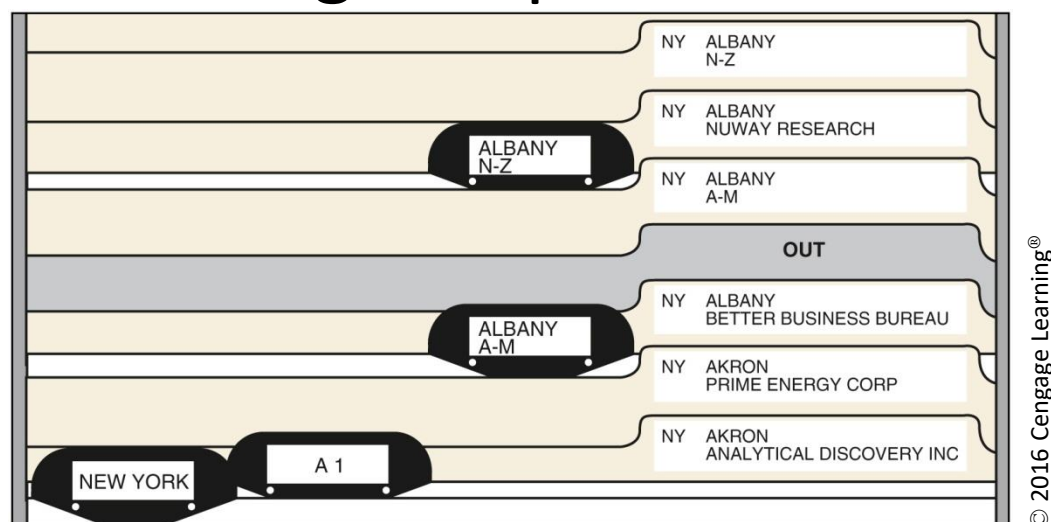 NY ALBANY
N-Z
NY ALBANY
NUWAY RESEARCH
ALBANY
N-Z
NY ALBANY
A-M
OUT
NY ALBANY
BETTER BUSINESS BUREAU
ALBANY
A-M
NY AKRON
PRIME ENERGY CORP
NY AKRON
ANALYTICAL DISCOVERY INC
A 1
NEW YORK
© 2016 Cengage Learning®